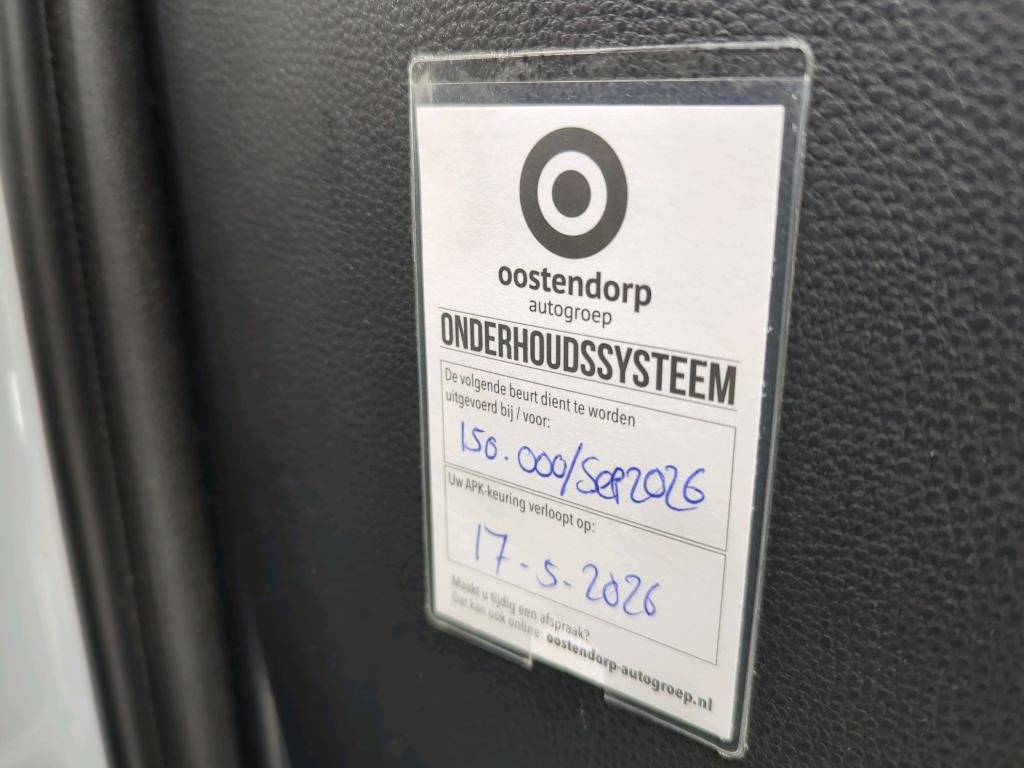 oostendorp
autogroep
ONDERHOUDSSYSTEEM
De volgende beurt dient te worden
uitgevoerd bij / voor:
150.000/Sep2026
Uw APK-keuring verloopt op:
17-5-2026
Maakt u tijdig een afspraak?
Dat kan ook online: oostendorp-autogroep.nl